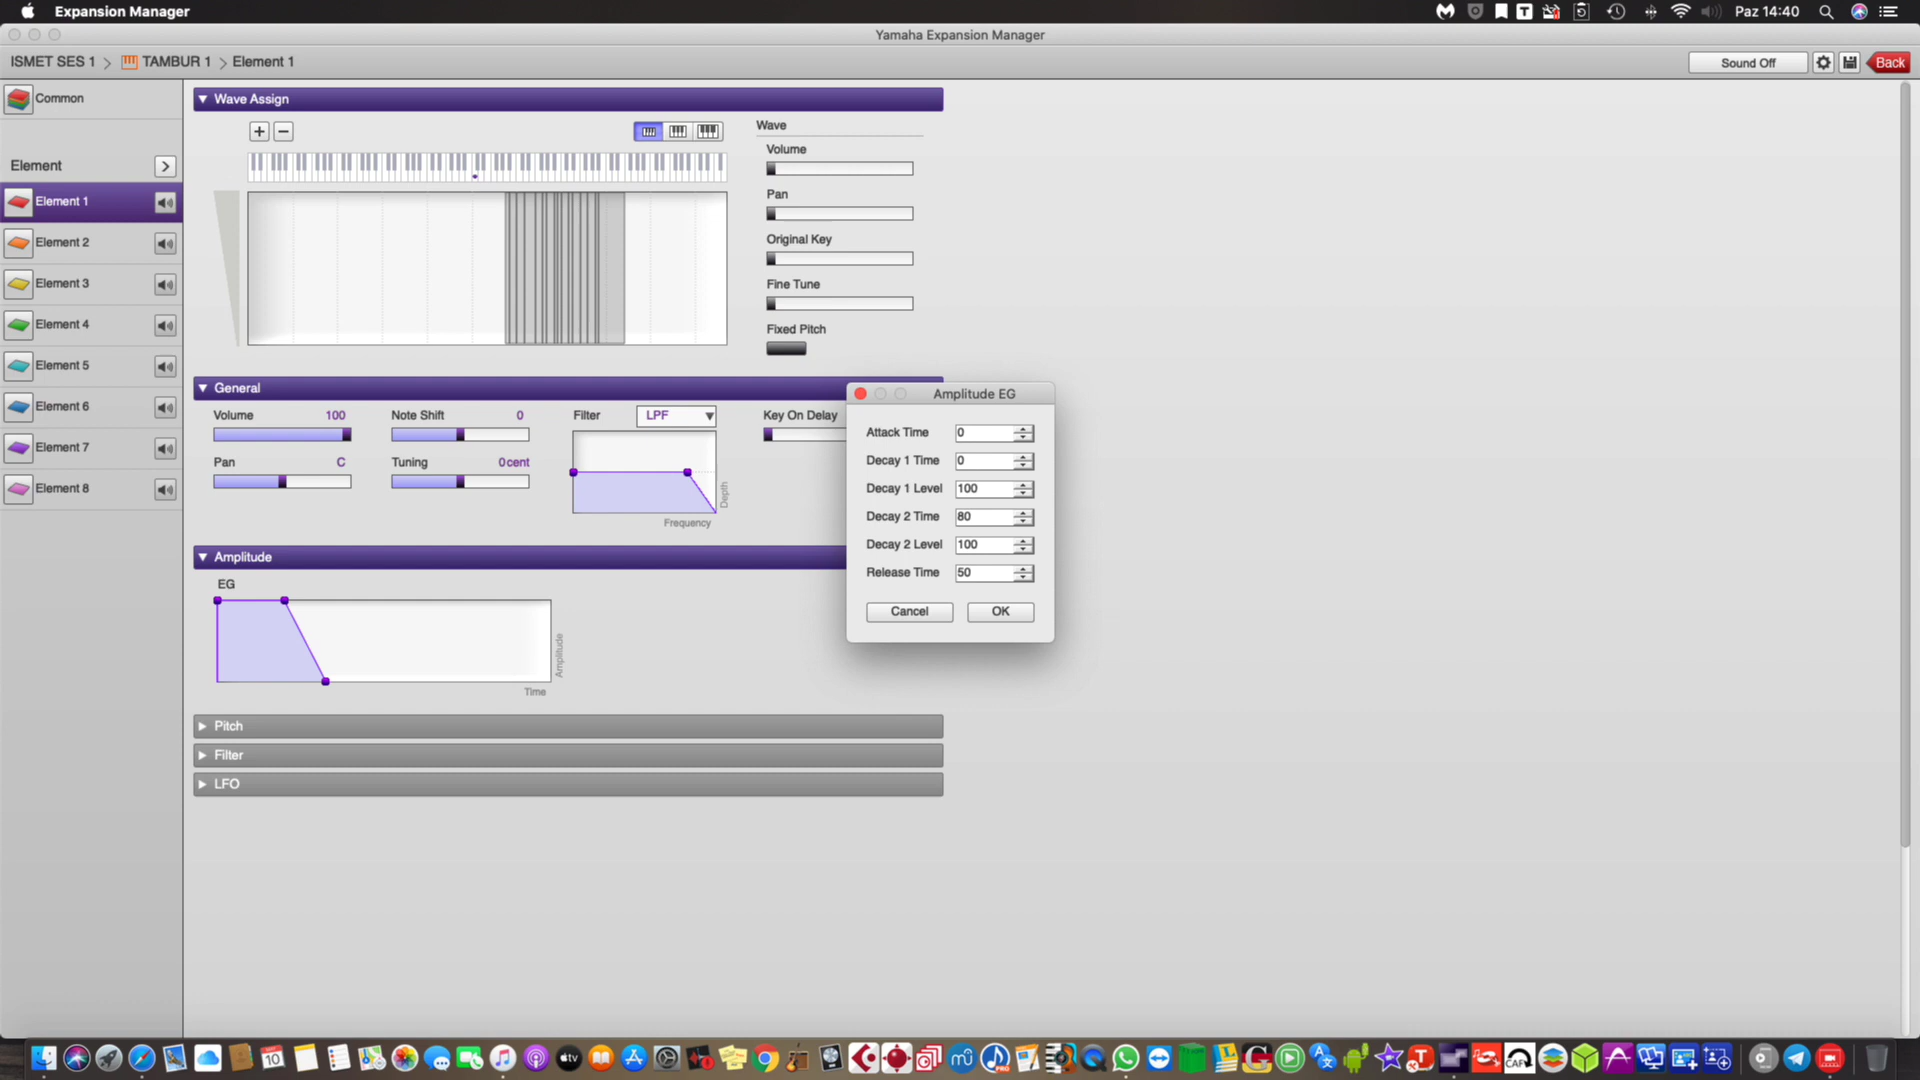 Expansion Manager
Paz 14:40
Yamaha Expansion Manager
ISMET SES 1 > TAMBUR 1 > Element 1
Sound Off
Back
Common
Element
Element 1
Element 2
Element 3
Element 4
Element 5
Element 6
Element 7
Element 8
Wave Assign
Wave
Volume
Pan
Original Key
Fine Tune
Fixed Pitch
General
Volume 100
Note Shift 0
Filter LPF
Key On Delay
Pan C
Tuning 0cent
Depth
Frequency
Amplitude
EG
Amplitude
Time
Pitch
Filter
LFO
Amplitude EG
Attack Time 0
Decay 1 Time 0
Decay 1 Level 100
Decay 2 Time 80
Decay 2 Level 100
Release Time 50
Cancel OK
10
tv
PRO
CAF